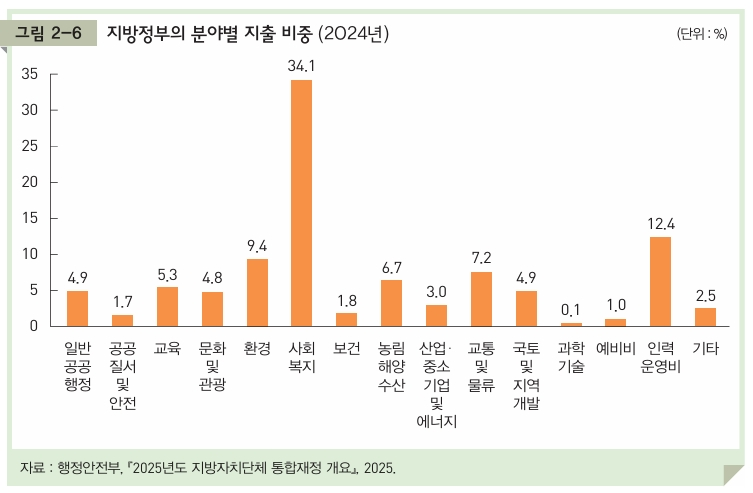 그림 2-6 지방정부의 분야별 지출 비중 (2024년)
(단위 : %)
35
30
25
20
15
10
5
0
4.9
1.7
5.3
4.8
9.4
34.1
1.8
6.7
3.0
7.2
4.9
0.1
1.0
12.4
2.5
일반
공공
행정
공공
질서
및
안전
교육
문화
및
관광
환경
사회
복지
보건
농림
해양
수산
산업·
중소
기업
및
에너지
교통
및
물류
국토
및
지역
개발
과학
기술
예비비
인력
운영비
기타
자료 : 행정안전부, 『2025년도 지방자치단체 통합재정 개요』, 2025.